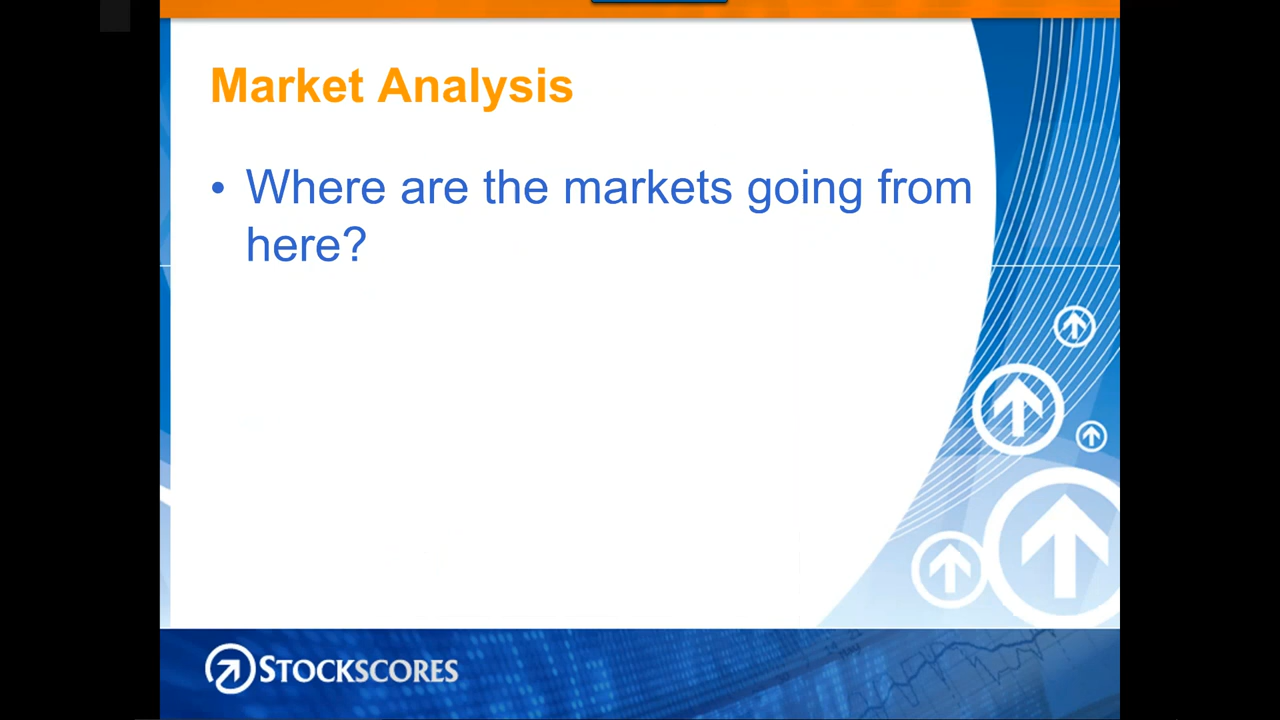 Market Analysis
• Where are the markets going from
here?
STOCKSCORES